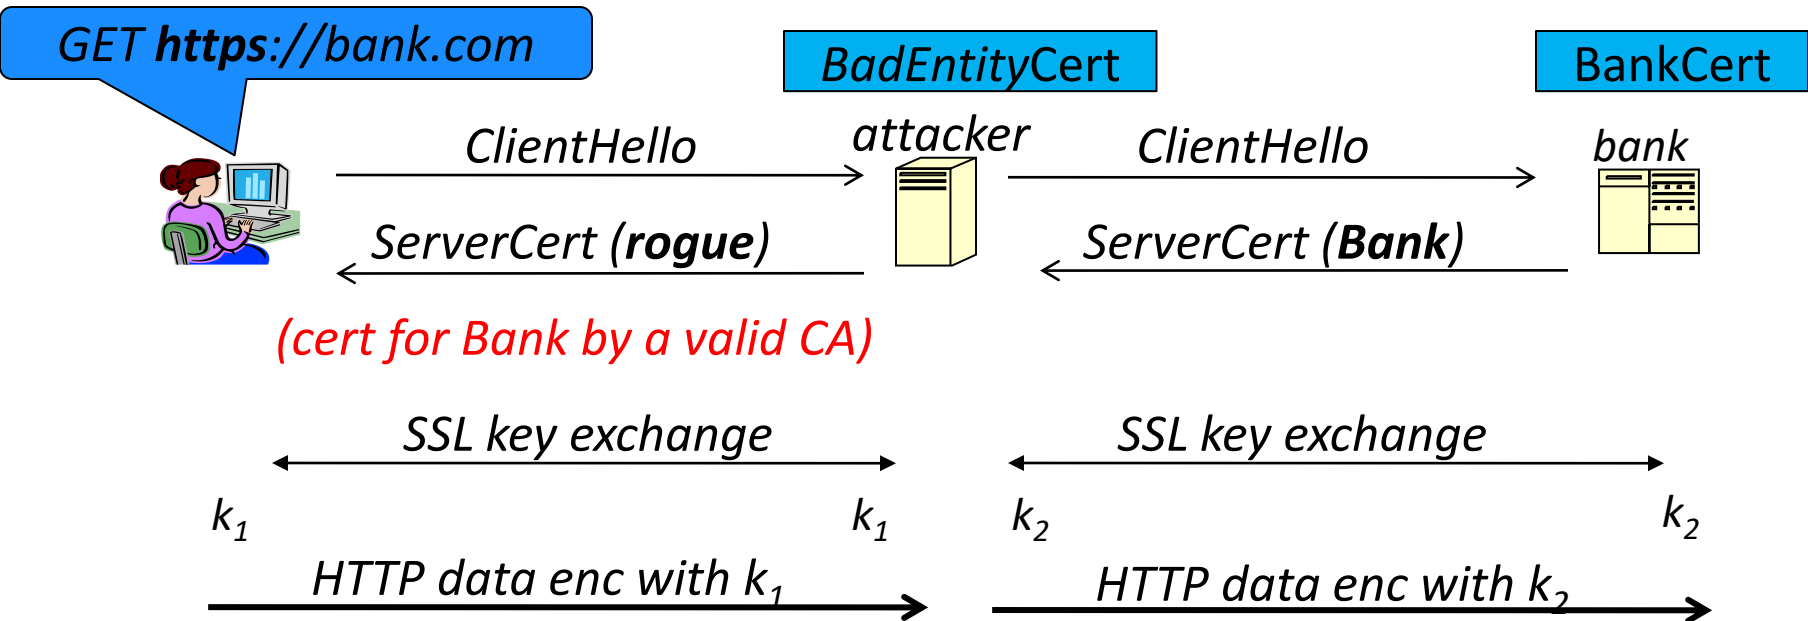 GET https://bank.com
BadEntityCert
BankCert
attacker
bank
ClientHello
ClientHello
ServerCert (rogue)
ServerCert (Bank)
(cert for Bank by a valid CA)
SSL key exchange
SSL key exchange
k1
k1
k2
k2
HTTP data enc with k1
HTTP data enc with k2